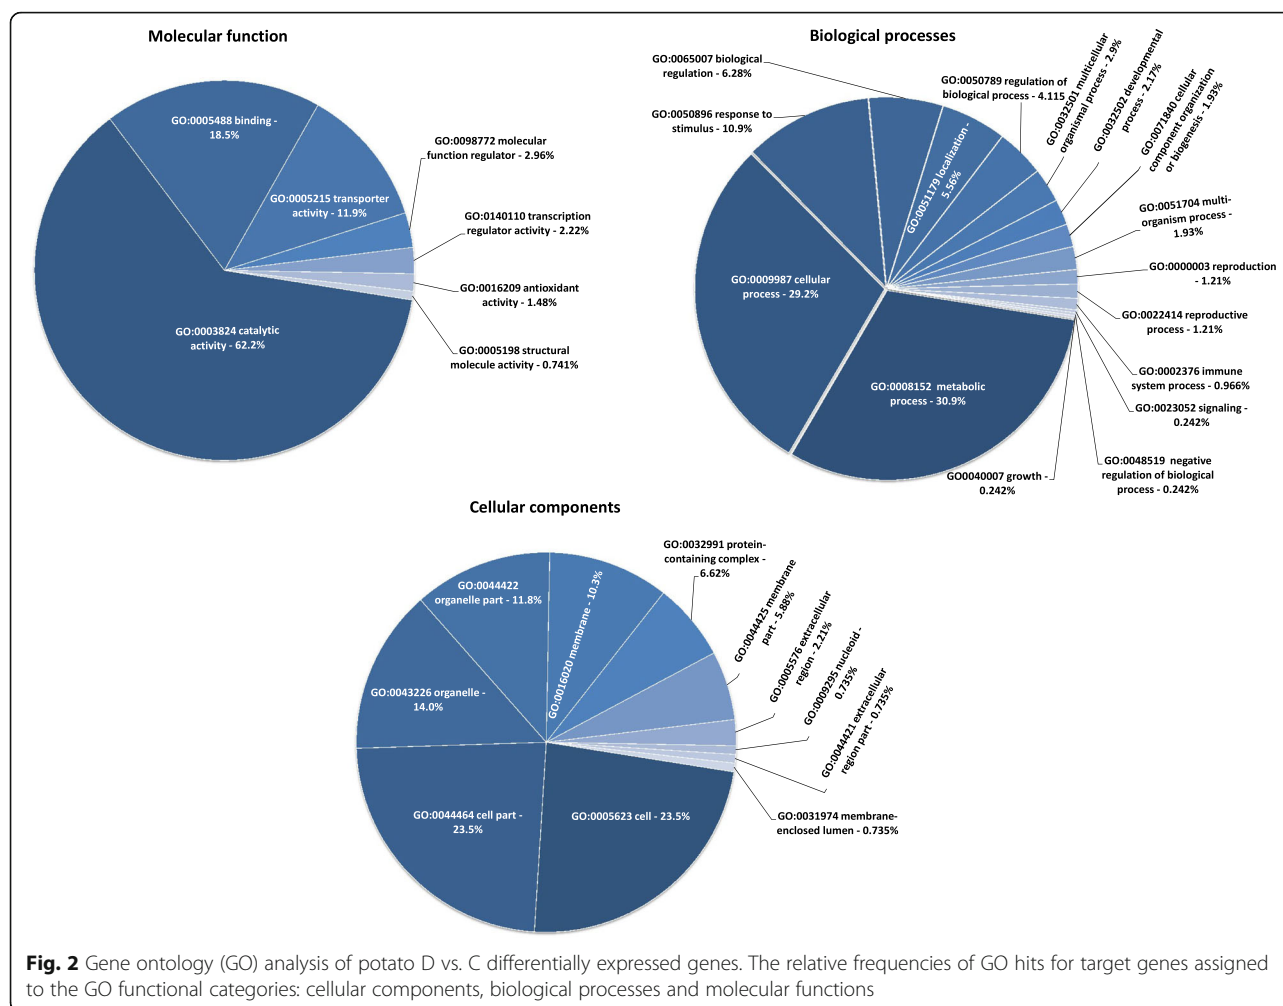 Molecular function
GO:0005488 binding -
18.5%
GO:0098772 molecular
function regulator - 2.96%
GO:0005215 transporter
activity - 11.9%
GO:0140110 transcription
regulator activity - 2.22%
GO:0016209 antioxidant
activity - 1.48%
GO:0003824 catalytic
activity - 62.2%
GO:0005198 structural
molecule activity - 0.741%
Biological processes
GO:0065007 biological
regulation - 6.28%
GO:0050896 response to
stimulus - 10.9%
GO:0051179 localization -
5.56%
GO:0050789 regulation of
biological process - 4.115
GO:0032501 multicellular
organismal process - 2.9%
GO:0032502 developmental
process - 2.17%
GO:0071840 cellular
component organization
or biogenesis - 1.93%
GO:0051704 multi-
organism process -
1.93%
GO:0000003 reproduction
- 1.21%
GO:0022414 reproductive
process - 1.21%
GO:0002376 immune
system process - 0.966%
GO:0023052 signaling -
0.242%
GO:0048519 negative
regulation of biological
process - 0.242%
GO0040007 growth -
0.242%
GO:0009987 cellular
process - 29.2%
GO:0008152 metabolic
process - 30.9%
Cellular components
GO:0044422
organelle part - 11.8%
GO:0016020 membrane - 10.3%
GO:0032991 protein-
containing complex -
6.62%
GO:0044425 membrane
part - 5.88%
GO:0005576 extracellular
region - 2.21%
GO:0009295 nucleoid -
0.735%
GO:0044421 extracellular
region part - 0.735%
GO:0031974 membrane-
enclosed lumen - 0.735%
GO:0043226 organelle -
14.0%
GO:0044464 cell part -
23.5%
GO:0005623 cell - 23.5%
Fig. 2 Gene ontology (GO) analysis of potato D vs. C differentially expressed genes. The relative frequencies of GO hits for target genes assigned
to the GO functional categories: cellular components, biological processes and molecular functions